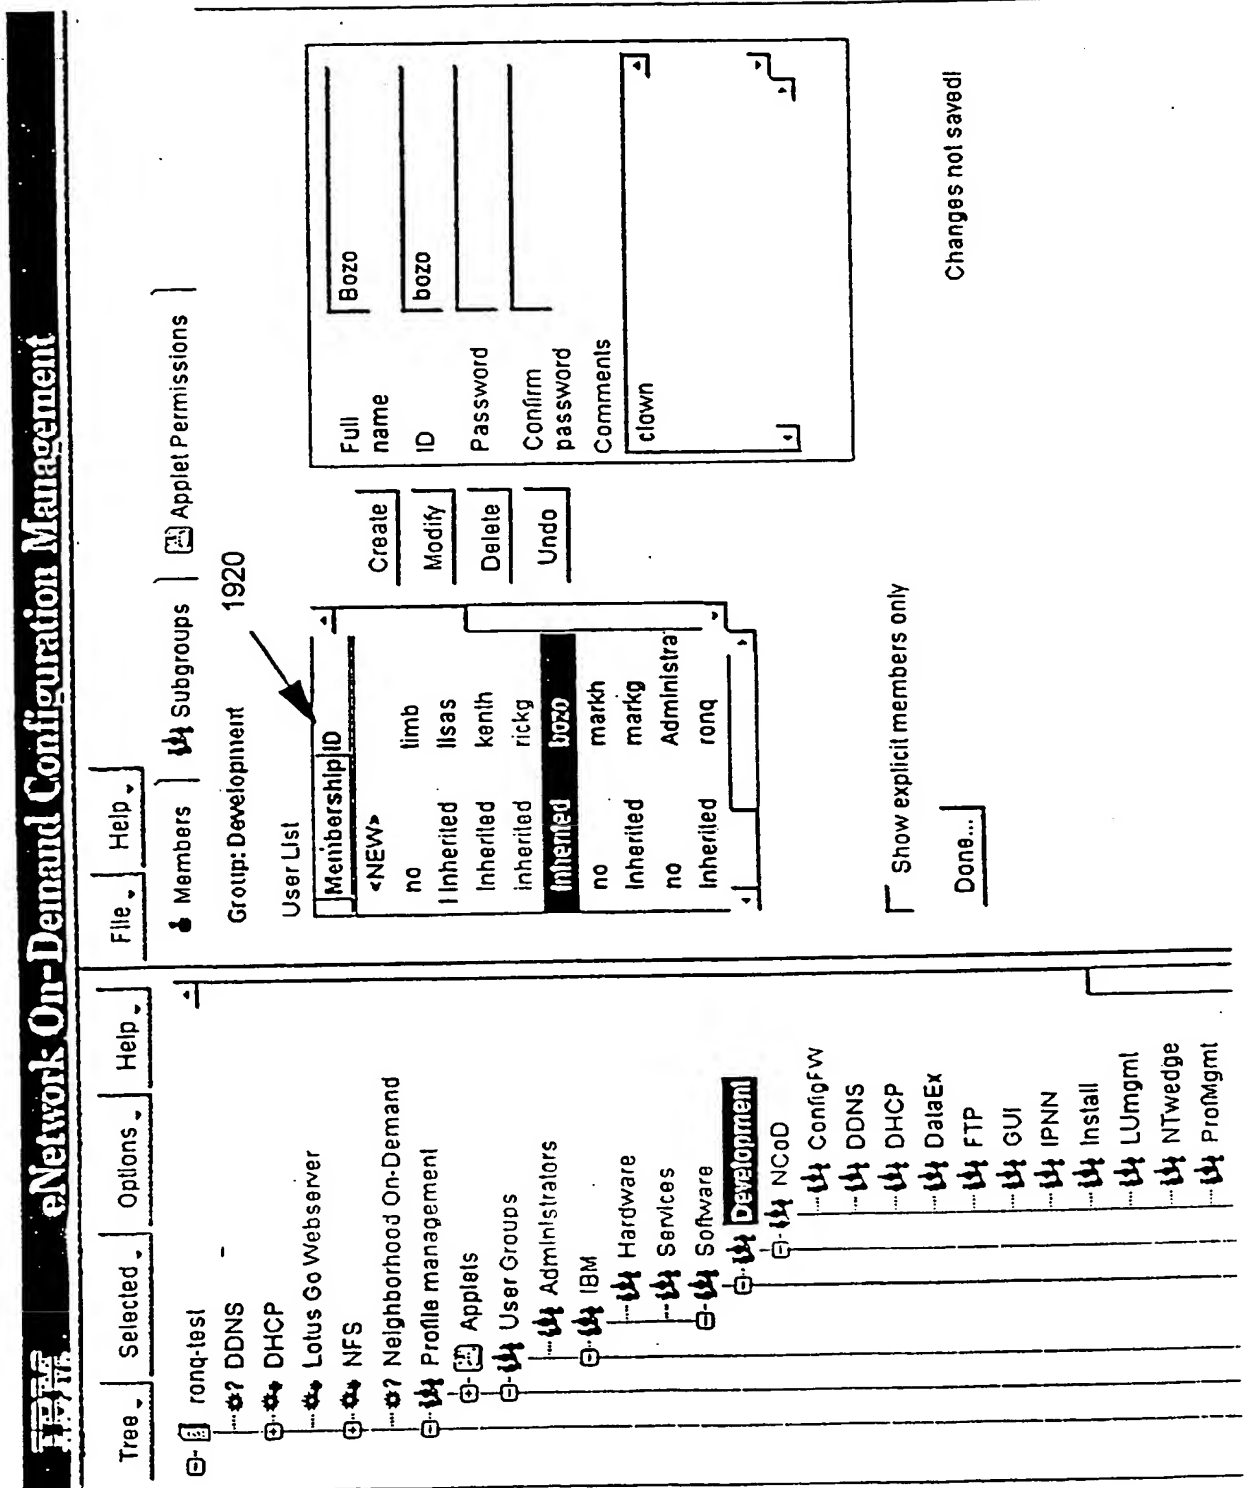 IBM eNetwork On-Demand Configuration Management
Tree Selected Options Help
ronq-test
? DDNS
DHCP
Lotus Go Webserver
NFS
? Neighborhood On-Demand
Profile management
Applets
User Groups
Administrators
IBM
Hardware
Services
Software
Development
NCoD
ConfigFW
DDNS
DHCP
DataEx
FTP
GUI
IPNN
Install
LUmgmt
NTwedge
ProfMgmt
File Help
Members Subgroups Applet Permissions
Group: Development
1920
User List
Membership ID
<NEW>
no timb
Inherited lisas
Inherited kenth
inherited rickg
Inherited bozo
no markh
Inherited markg
no Administra
Inherited ronq
Create
Modify
Delete
Undo
Full name Bozo
ID bozo
Password
Confirm password
Comments
clown
Show explicit members only
Done...
Changes not saved!